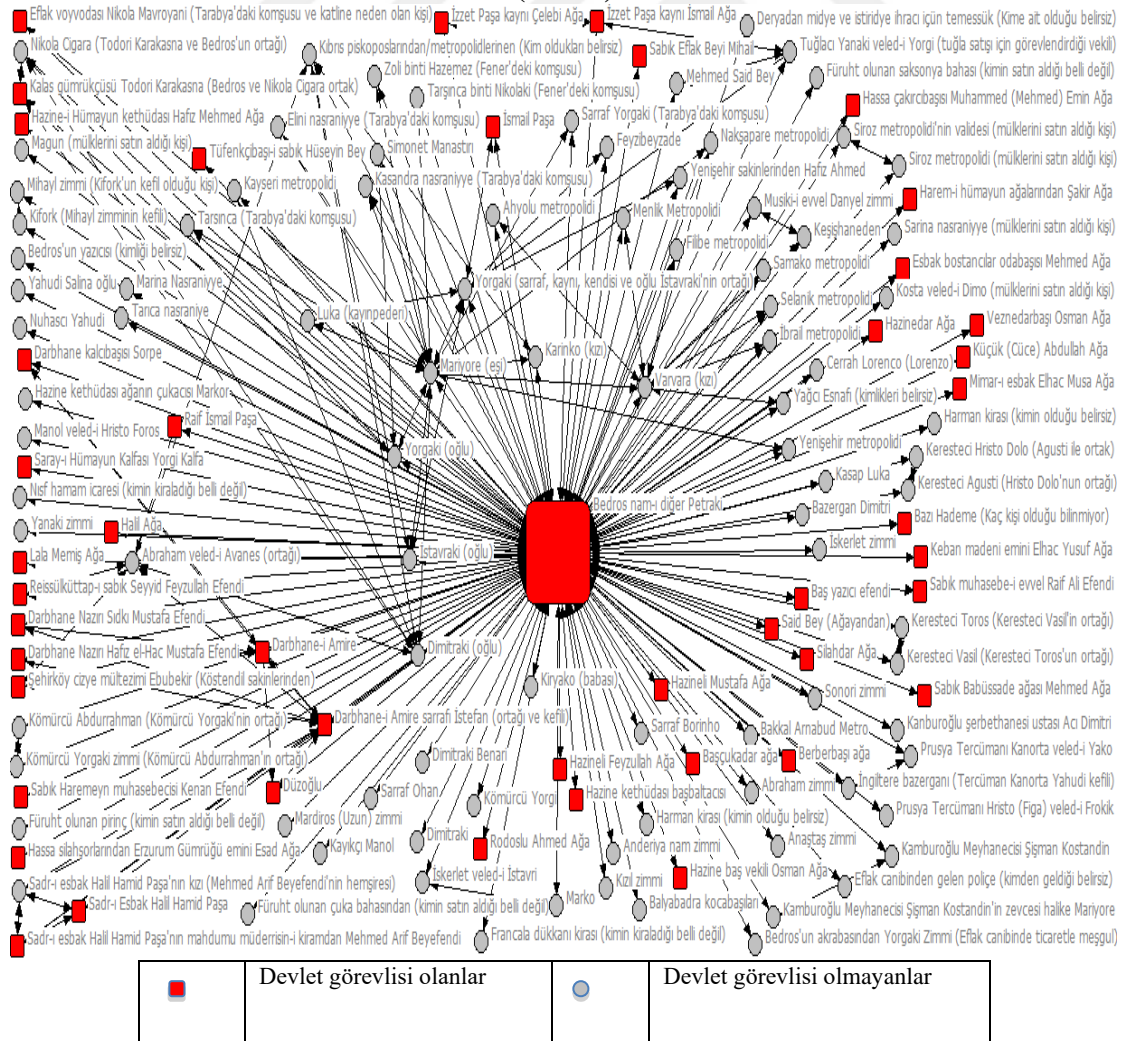 Eflak voyvodası Nikola Mavroyani (Tarabya'daki komşusu ve katline neden olan kişi)
İzzet Paşa kaynı Çelebi Ağa
İzzet Paşa kaynı İsmail Ağa
Deryadan midye ve istiridye ihracı için temessük (Kime ait olduğu belirsiz)
Nikola Cigara (Todori Karakasna ve Bedros'un ortağı)
Kıbrıs piskoposlarından/metropolidlerinen (Kim oldukları belirsiz)
Sabık Eflak Beyi Mihail
Tuğlacı Yanaki veled-i Yorgi (tuğla satışı için görevlendirdiği vekili)
Zoli binti Hazemez (Fener'deki komşusu)
Mehmed Said Bey
Füruht olunan saksonya bahası (kimin satın aldığı belli değil)
Kalas gümrükçüsü Todori Karakasna (Bedros ve Nikola Cigara ortak)
Tarşınca binti Nikolaki (Fener'deki komşusu)
Hassa çakırcıbaşısı Muhammed (Mehmed) Emin Ağa
Hazine-i Hümayun kethüdası Hafız Mehmed Ağa
Elini nasraniyye (Tarabya'daki komşusu)
İsmail Paşa
Sarraf Yorgaki (Tarabya'daki komşusu)
Nakşapare metropolidi
Siroz metropolidi'nin validesi (mülklerini satın aldığı kişi)
Magun (mülklerini satın aldığı kişi)
Tüfenkçibaşı-i sabık Hüseyin Bey
Simonet Manastırı
Feyzibeyzade
Siroz metropolidi (mülklerini satın aldığı kişi)
Mihayl zimmi (Kifork'un kefil olduğu kişi)
Kayseri metropolidi
Kasandra nasraniyye (Tarabya'daki komşusu)
Yenişehir sakinlerinden Hafız Ahmed
Harem-i hümayun ağalarından Şakir Ağa
Kifork (Mihayl zimminin kefili)
Tarsınca (Tarabya'daki komşusu)
Ahyolu metropolidi
Menlik Metropolidi
Musiki-i evvel Danyel zimmi
Sarina nasraniyye (mülklerini satın aldığı kişi)
Bedros'un yazıcısı (kimliği belirsiz)
Filibe metropolidi
Keşişhaneden
Esbak bostancılar odabaşısı Mehmed Ağa
Yahudi Salina oğlu
Marina Nasraniyye
Yorgaki (sarraf, kaynı, kendisi ve oğlu İstavraki'nin ortağı)
Samako metropolidi
Kosta veled-i Dimo (mülklerini satın aldığı kişi)
Nuhascı Yahudi
Tanca nasraniye
Luka (kayınpederi)
Selanik metropolidi
Hazinedar Ağa
Veznedarbaşı Osman Ağa
Darbhane kalcıbaşısı Sorpe
Mariyore (eşi)
Karinko (kızı)
İbrail metropolidi
Küçük (Cüce) Abdullah Ağa
Cerrah Lorenco (Lorenzo)
Varvara (kızı)
Yağcı Esnafı (kimlikleri belirsiz)
Mimar-ı esbak Elhac Musa Ağa
Hazine kethüdası ağanın çukacısı Markor
Raif İsmail Paşa
Harman kirası (kimin olduğu belirsiz)
Manol veled-i Hristo Foros
Yorgaki (oğlu)
Yenişehir metropolidi
Keresteci Hristo Dolo (Agusti ile ortak)
Saray-ı Hümayun Kalfası Yorgi Kalfa
Kasap Luka
Keresteci Agusti (Hristo Dolo'nun ortağı)
Nısf hamam icaresi (kimin kiraladığı belli değil)
Bedros nam-ı diğer Petraki
Bazergan Dimitri
Bazı Hademe (Kaç kişi olduğu bilinmiyor)
Yanaki zimmi
Halil Ağa
İstavraki (oğlu)
İskerlet zimmi
Keban madeni emini Elhac Yusuf Ağa
Lala Memiş Ağa
Abraham veled-i Avanes (ortağı)
Reissülküttap-ı sabık Seyyid Feyzullah Efendi
Baş yazıcı efendi
Sabık muhasebe-i evvel Raif Ali Efendi
Darbhane Nazırı Sıdkı Mustafa Efendi
Said Bey (Ağayandan)
Keresteci Toros (Keresteci Vasil'in ortağı)
Darbhane Nazırı Hafız el-Hac Mustafa Efendi
Darbhane-i Amire
Dimitraki (oğlu)
Silahdar Ağa
Keresteci Vasil (Keresteci Toros'un ortağı)
Şehirköy cizye mültezimi Ebubekir (Köstendil sakinlerinden)
Kiryako (babası)
Hazineli Mustafa Ağa
Sonori zimmi
Sabık Babüssade ağası Mehmed Ağa
Kömürcü Abdurrahman (Kömürcü Yorgaki'nin ortağı)
Darbhane-i Amire sarrafı İstefan (ortağı ve kefili)
Sarraf Borinho
Bakkal Arnabud Metro
Kanburoğlu şerbethanesi ustası Acı Dimitri
Kömürcü Yorgaki zimmi (Kömürcü Abdurrahman'ın ortağı)
Dimitraki Benari
Hazineli Feyzullah Ağa
Başçukadar ağa
Berberbaşı ağa
Prusya Tercümanı Kanorta veled-i Yako
Sabık Haremeyn muhasebecisi Kenan Efendi
Düzoğlu
Sarraf Ohan
Kömürcü Yorgi
Hazine kethüdası başbaltacısı
Abraham zimmi
İngiltere bazerganı (Tercüman Kanorta Yahudi kefili)
Füruht olunan pirinç (kimin satın aldığı belli değil)
Mardiros (Uzun) zimmi
Harman kirası (kimin olduğu belirsiz)
Prusya Tercümanı Hristo (Figa) veled-i Frokik
Hassa silahşorlarından Erzurum Gümrüğü emini Esad Ağa
Kayıkçı Manol
Dimitraki
Rodoslu Ahmed Ağa
Anderiya nam zimmi
Anaştaş zimmi
Kamburoğlu Meyhanecisi Şişman Kostandin
Sadr-ı esbak Halil Hamid Paşa'nın kızı (Mehmed Arif Beyefendi'nin hemşiresi)
İskerlet veled-i İstavri
Kızıl zimmi
Hazine baş vekili Osman Ağa
Eflak canibinden gelen poliçe (kimden geldiği belirsiz)
Sadr-ı Esbak Halil Hamid Paşa
Füruht olunan çuka bahasından (kimin satın aldığı belli değil)
Marko
Balyabadra kocabaşıları
Kamburoğlu Meyhanecisi Şişman Kostandin'in zevcesi halike Mariyore
Sadr-ı esbak Halil Hamid Paşa'nın mahdumu müderrisin-i kiramdan Mehmed Arif Beyefendi
Francala dükkanı kirası (kimin kiraladığı belli değil)
Bedros'un akrabasından Yorgaki Zimmi (Eflak canibinde ticaretle meşgul)
Devlet görevlisi olanlar
Devlet görevlisi olmayanlar